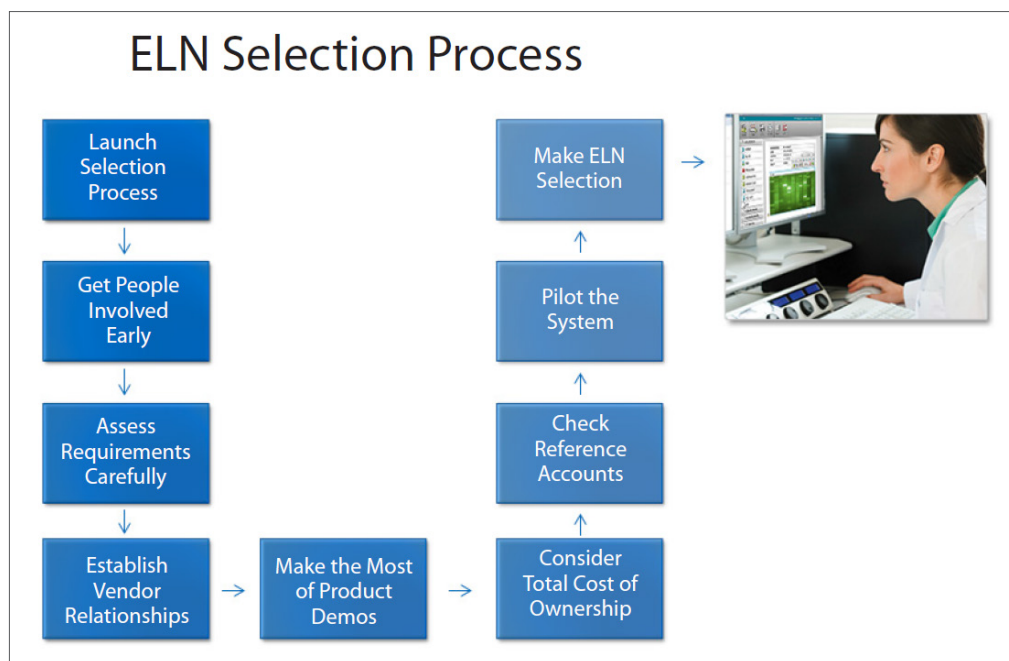 ELN Selection Process
Launch
Selection
Process
Get People
Involved
Early
Assess
Requirements
Carefully
Establish
Vendor
Relationships
Make the Most
of Product
Demos
Consider
Total Cost of
Ownership
Check
Reference
Accounts
Pilot the
System
Make ELN
Selection